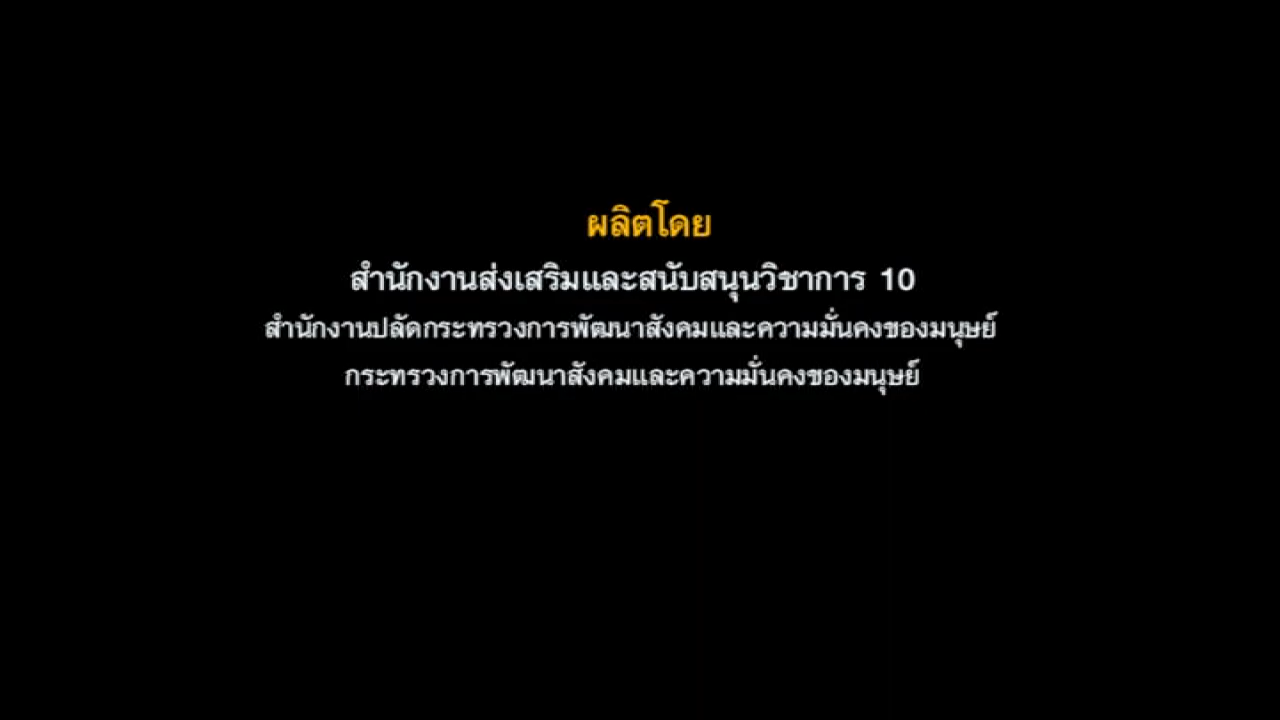 ผลิตโดย
สำนักงานส่งเสริมและสนับสนุนวิชาการ 10
สำนักงานปลัดกระทรวงการพัฒนาสังคมและความมั่นคงของมนุษย์
กระทรวงการพัฒนาสังคมและความมั่นคงของมนุษย์